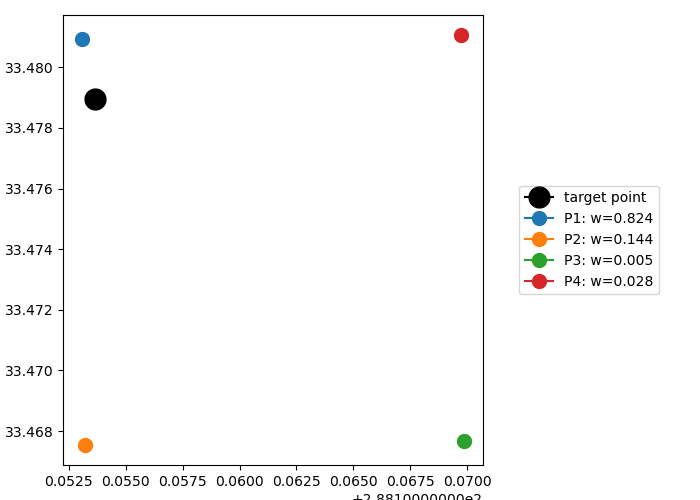 33.480
33.478
33.476
33.474
33.472
33.470
33.468
0.0525 0.0550 0.0575 0.0600 0.0625 0.0650 0.0675 0.0700
+2.8810000000e2
target point
P1: w=0.824
P2: w=0.144
P3: w=0.005
P4: w=0.028